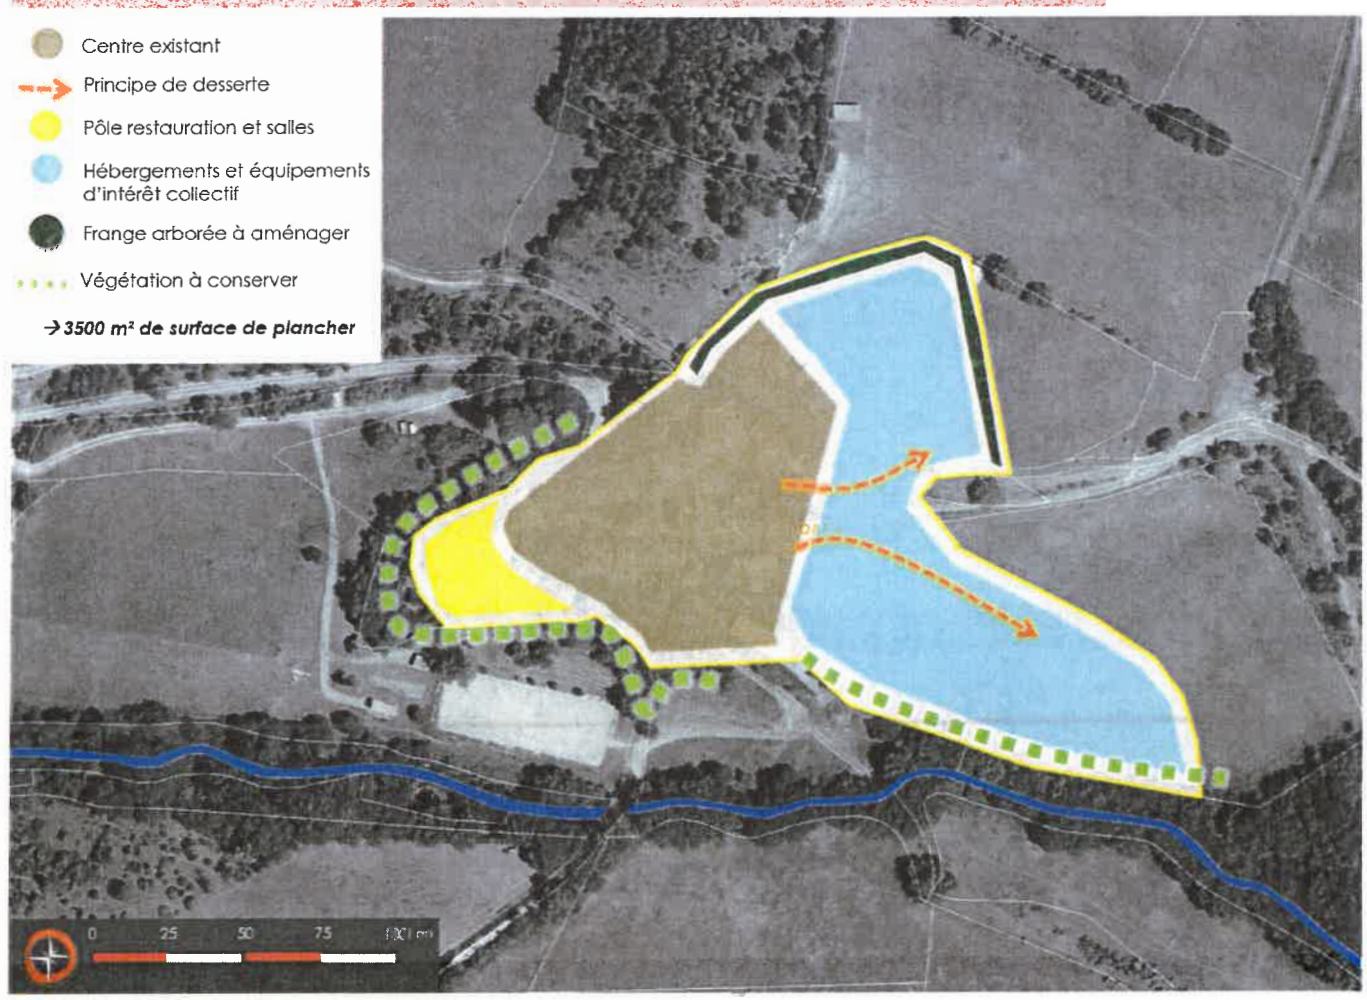 Centre existant
Principe de desserte
Pôle restauration et salles
Hébergements et équipements
d'intérêt collectif
Frange arborée à aménager
Végétation à conserver
→ 3500 m² de surface de plancher
0 25 50 75